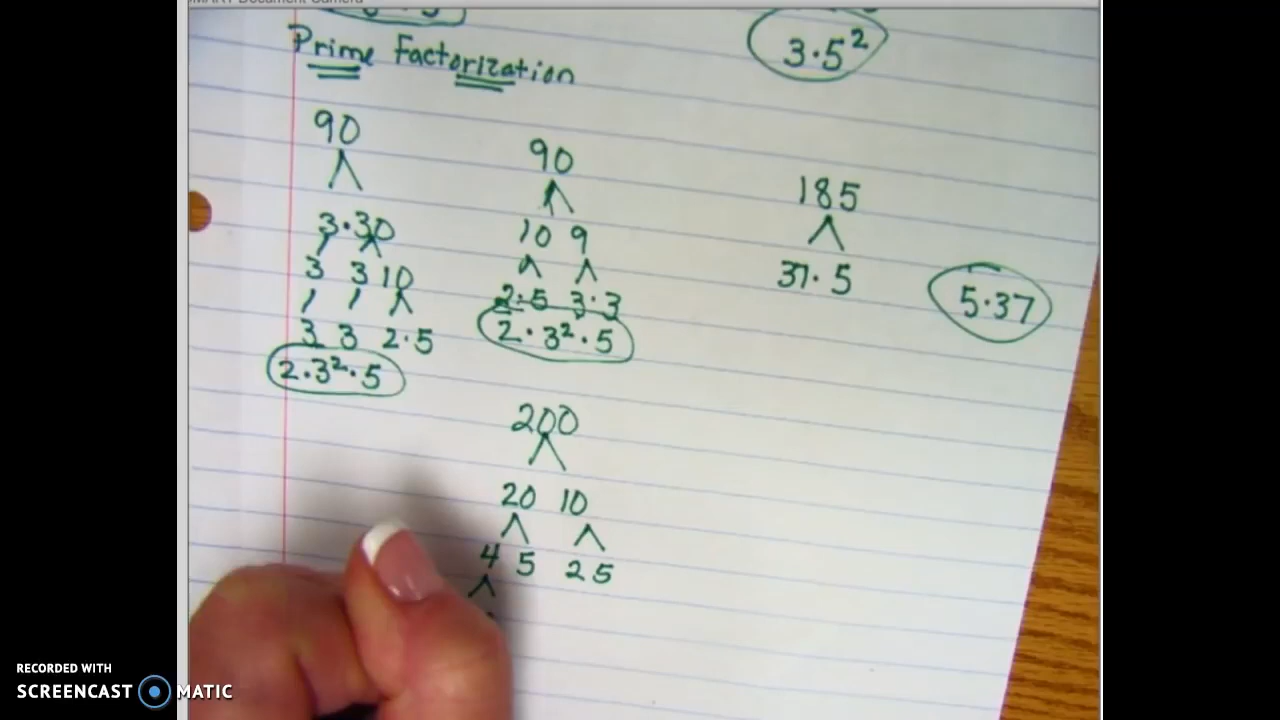 3 · 5²
Prime Factorization
90
3 · 30
3 3 10
3 3 2 · 5
2 · 3² · 5
90
10 9
2 · 5 3 · 3
2 · 3² · 5
185
37 · 5
5 · 37
200
20 10
4 5 2 5
RECORDED WITH
SCREENCAST MATIC